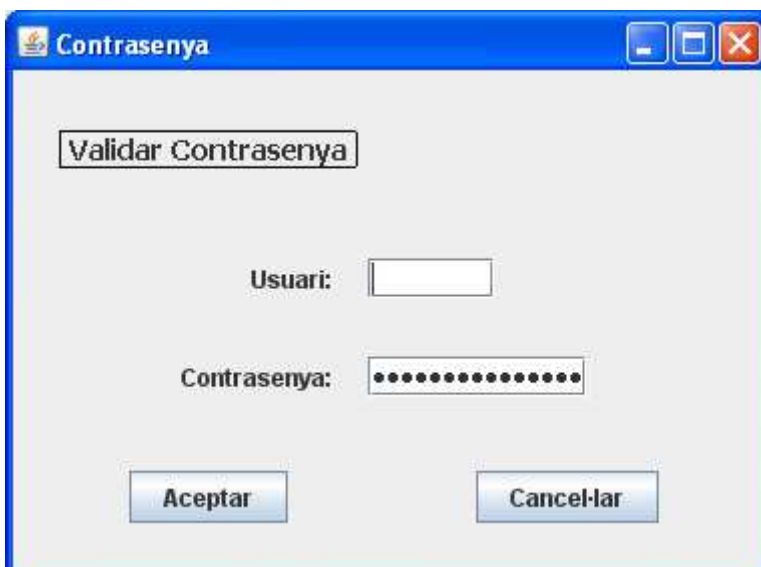 Contrasenya
Validar Contrasenya
Usuari:
Contrasenya: ●●●●●●●●●●●●●●●
Aceptar Cancel·lar